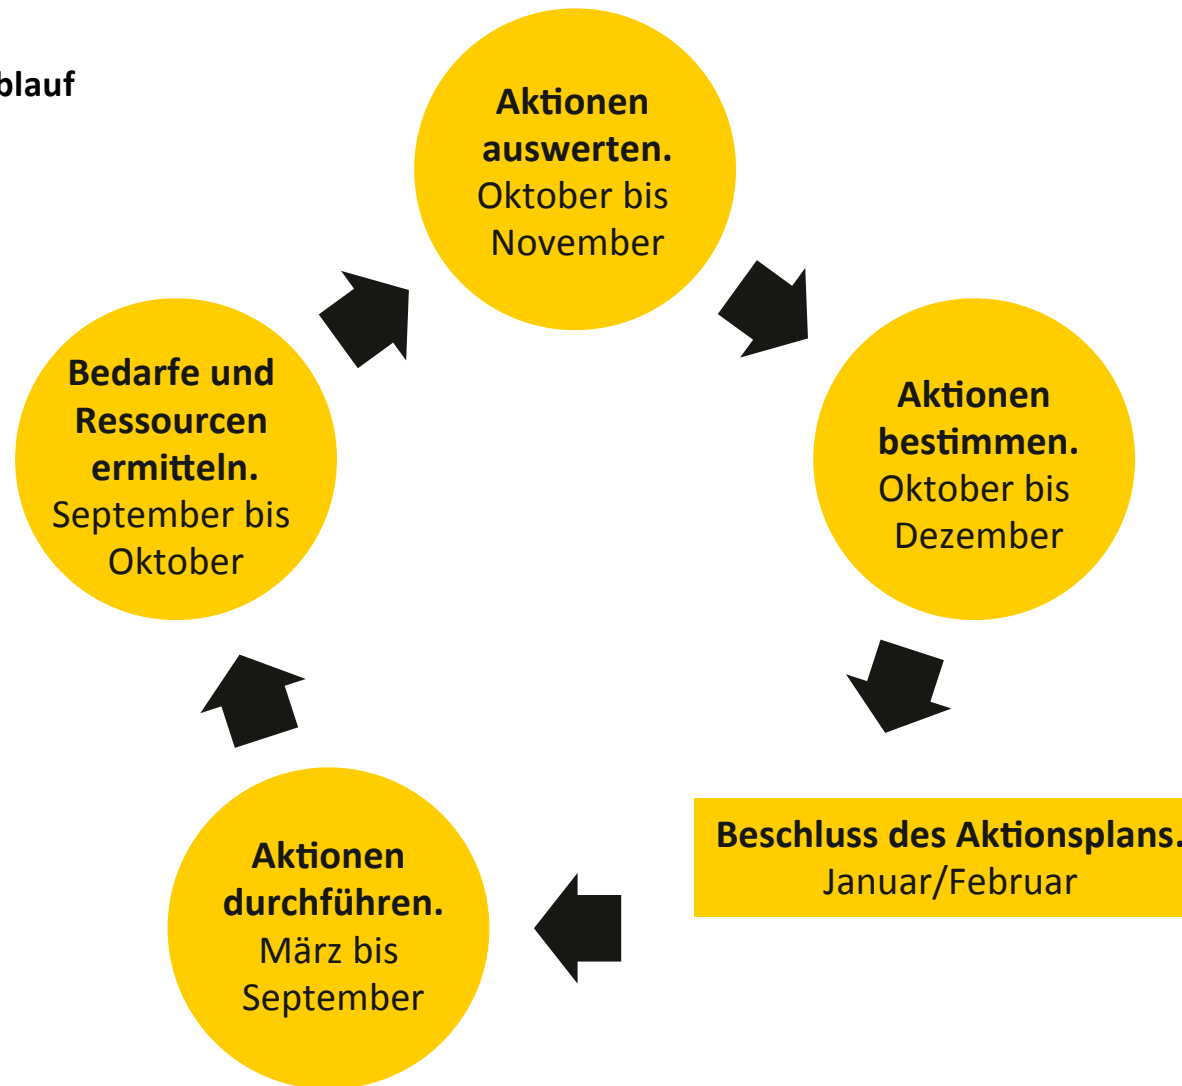 blauf
Aktionen
auswerten.
Oktober bis
November
Aktionen
bestimmen.
Oktober bis
Dezember
Beschluss des Aktionsplans.
Januar/Februar
Aktionen
durchführen.
März bis
September
Bedarfe und
Ressourcen
ermitteln.
September bis
Oktober